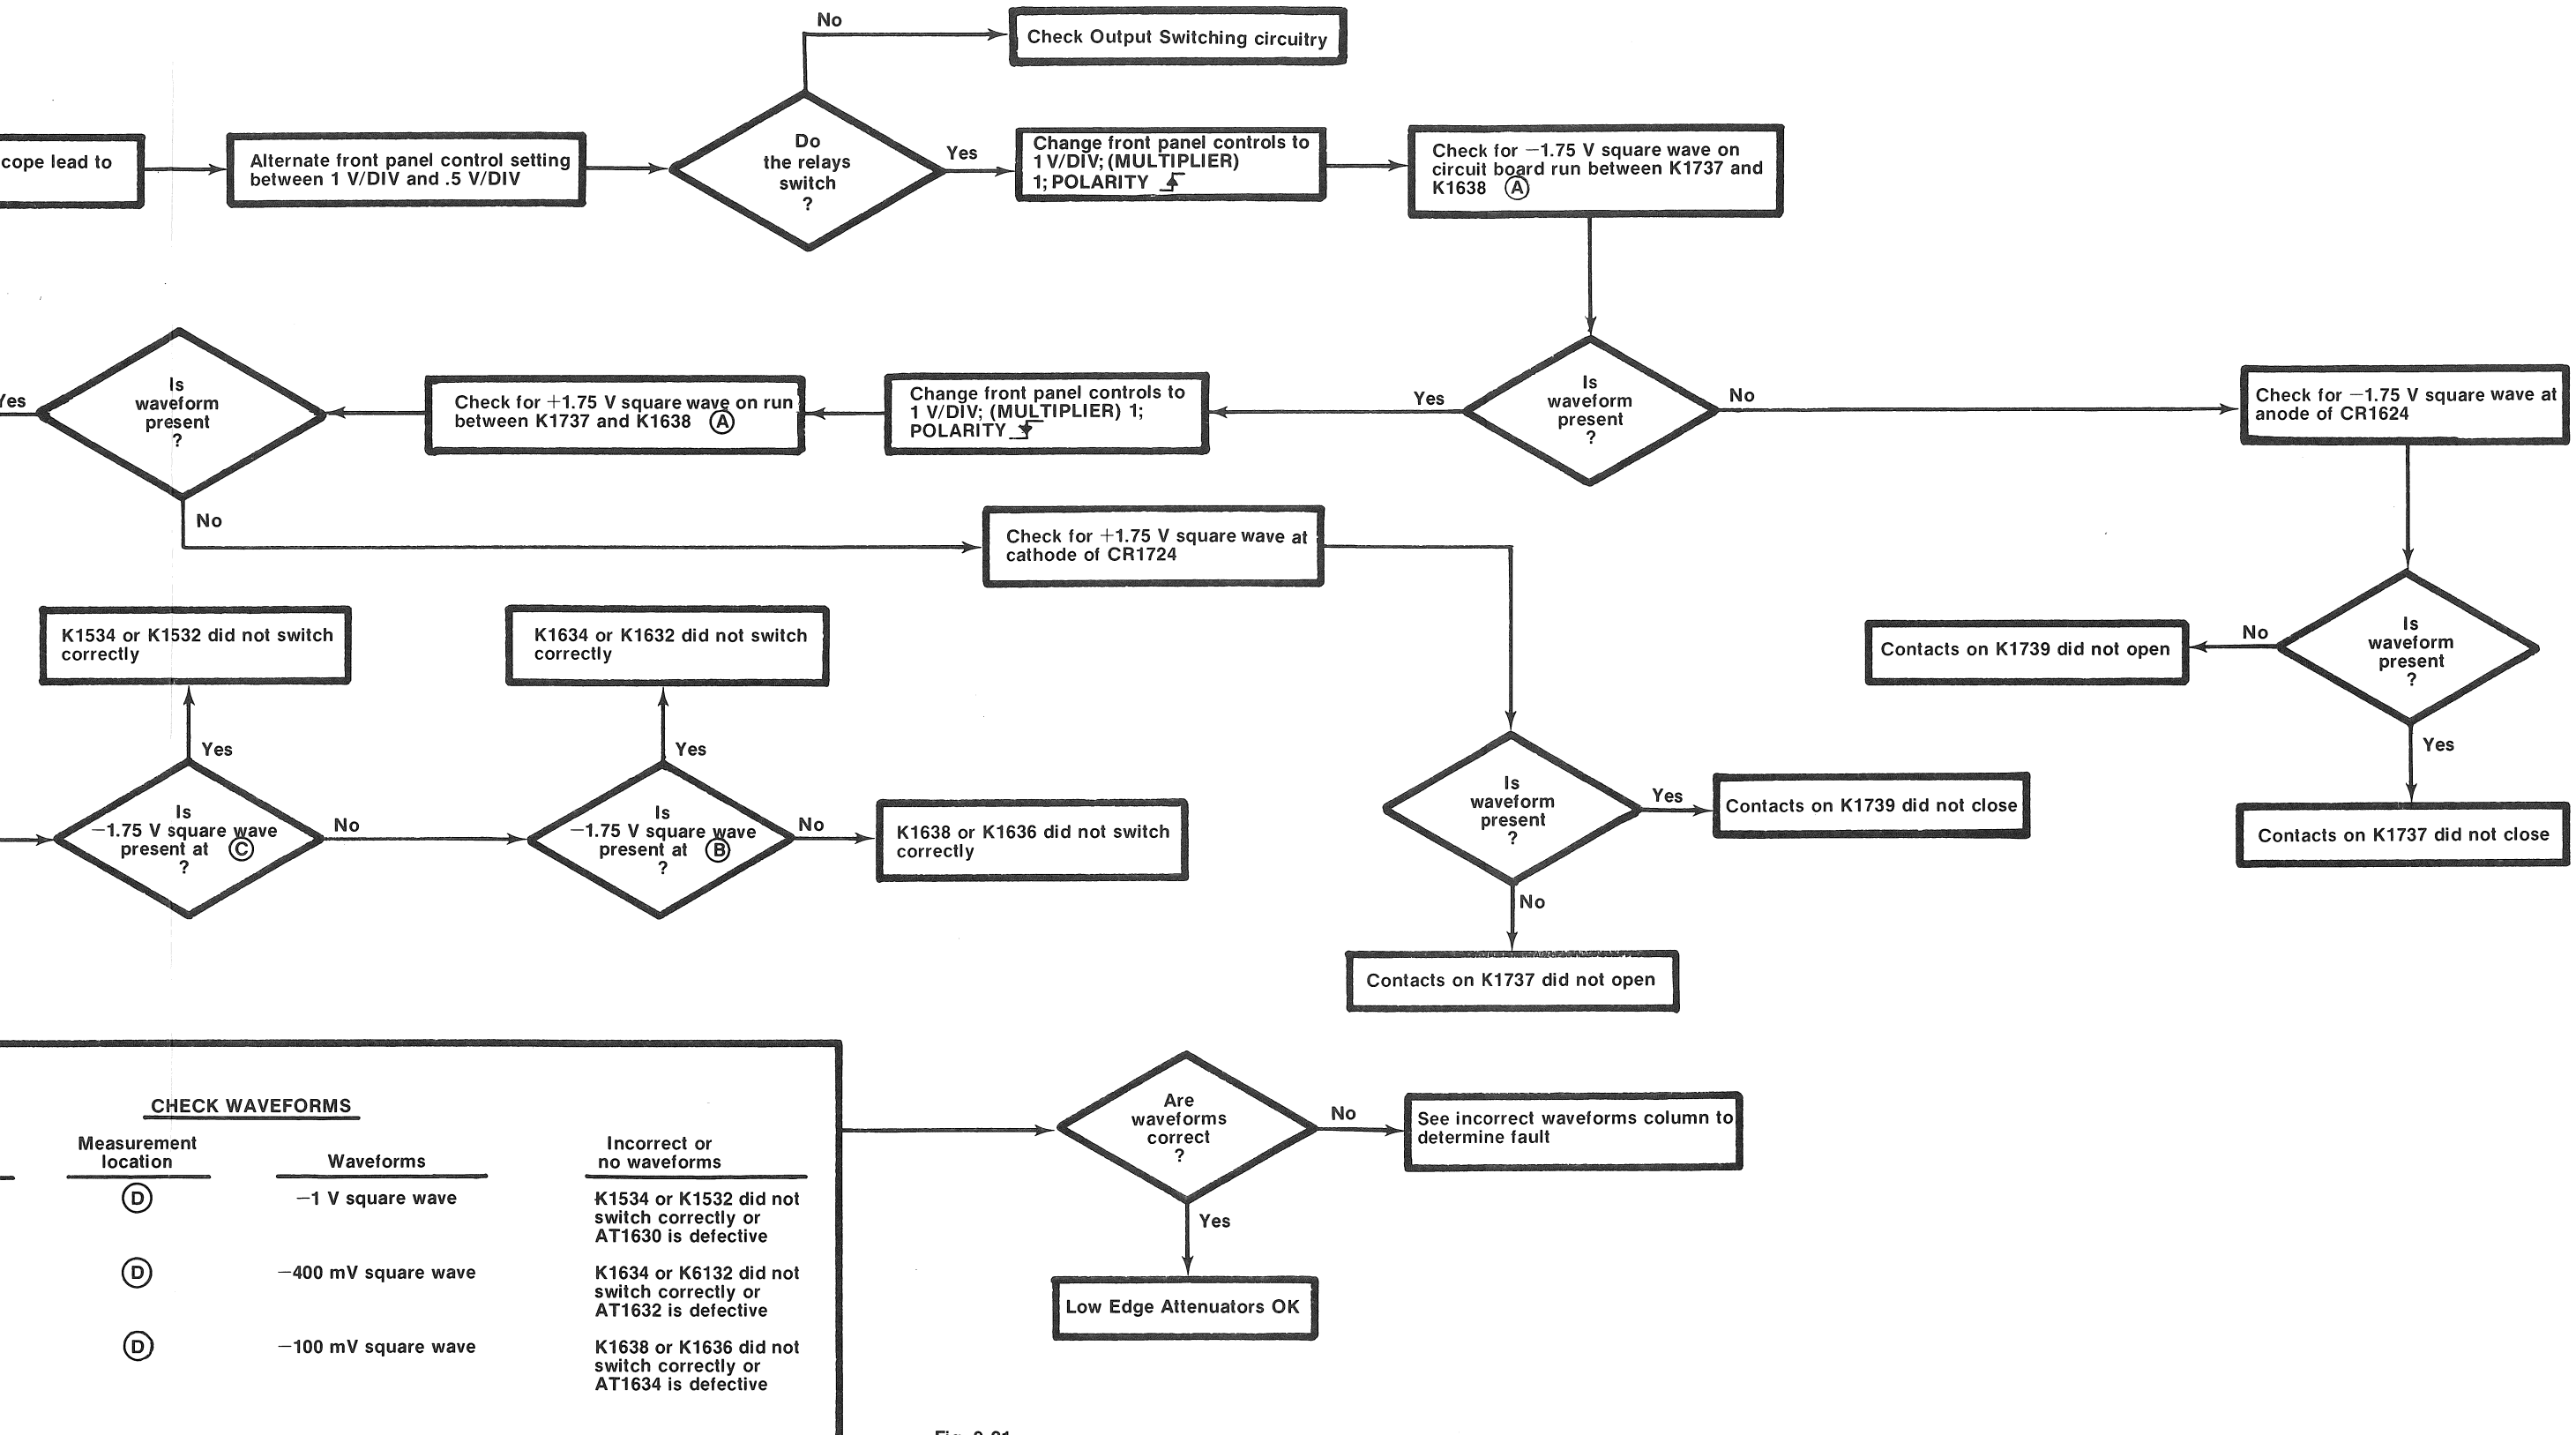 No
Check Output Switching circuitry
cope lead to
Alternate front panel control setting
between 1 V/DIV and .5 V/DIV
Do
the relays
switch
?
Yes
Change front panel controls to
1 V/DIV; (MULTIPLIER)
1; POLARITY
Check for −1.75 V square wave on
circuit board run between K1737 and
K1638 Ⓐ
Yes
Is
waveform
present
?
Check for +1.75 V square wave on run
between K1737 and K1638 Ⓐ
Change front panel controls to
1 V/DIV; (MULTIPLIER) 1;
POLARITY
Yes
Is
waveform
present
?
No
Check for −1.75 V square wave at
anode of CR1624
No
Check for +1.75 V square wave at
cathode of CR1724
K1534 or K1532 did not switch
correctly
K1634 or K1632 did not switch
correctly
Contacts on K1739 did not open
No
Is
waveform
present
?
Yes
Yes
Yes
Is
−1.75 V square wave
present at Ⓒ
?
No
Is
−1.75 V square wave
present at Ⓑ
?
No
K1638 or K1636 did not switch
correctly
Is
waveform
present
?
Yes
Contacts on K1739 did not close
Contacts on K1737 did not close
No
Contacts on K1737 did not open
CHECK WAVEFORMS
Measurement
location
Waveforms
Incorrect or
no waveforms
Ⓓ
−1 V square wave
K1534 or K1532 did not
switch correctly or
AT1630 is defective
Ⓓ
−400 mV square wave
K1634 or K6132 did not
switch correctly or
AT1632 is defective
Ⓓ
−100 mV square wave
K1638 or K1636 did not
switch correctly or
AT1634 is defective
Are
waveforms
correct
?
No
See incorrect waveforms column to
determine fault
Yes
Low Edge Attenuators OK